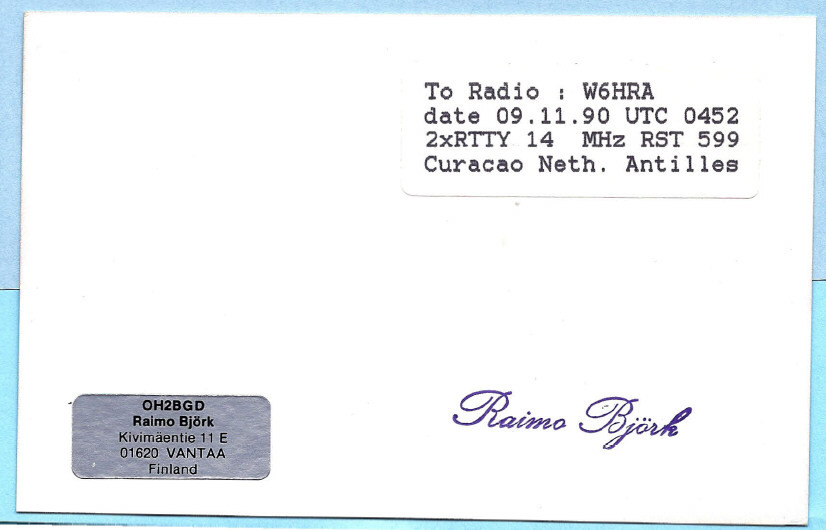 To Radio : W6HRA
date 09.11.90 UTC 0452
2xRTTY 14 MHz RST 599
Curacao Neth. Antilles
Raimo Björk
OH2BGD
Raimo Björk
Kivimäentie 11 E
01620 VANTAA
Finland